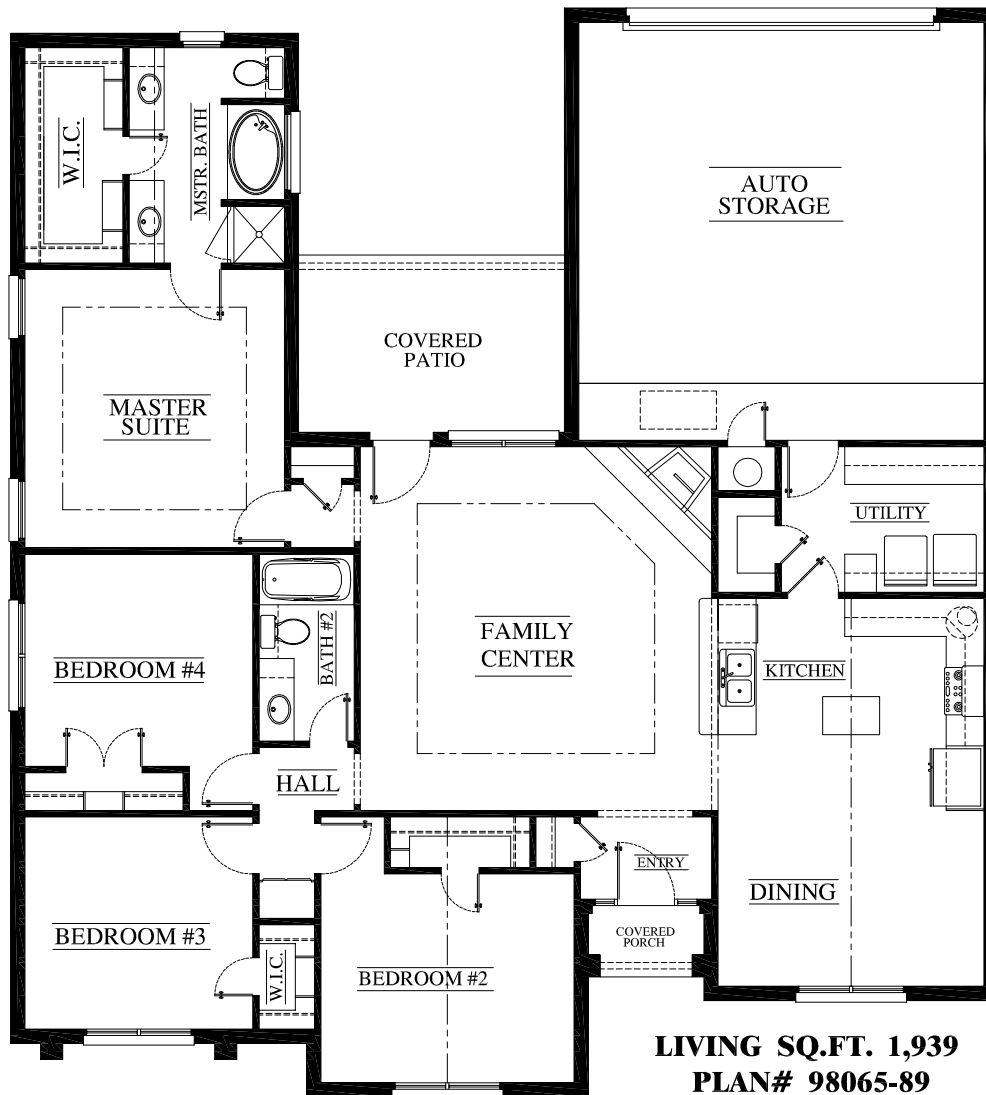 W.I.C.
MSTR. BATH
AUTO
STORAGE
COVERED
PATIO
MASTER
SUITE
UTILITY
FAMILY
CENTER
BATH #2
BEDROOM #4
KITCHEN
HALL
ENTRY
DINING
BEDROOM #3
COVERED
PORCH
W.I.C.
BEDROOM #2
LIVING SQ.FT. 1,939
PLAN# 98065-89